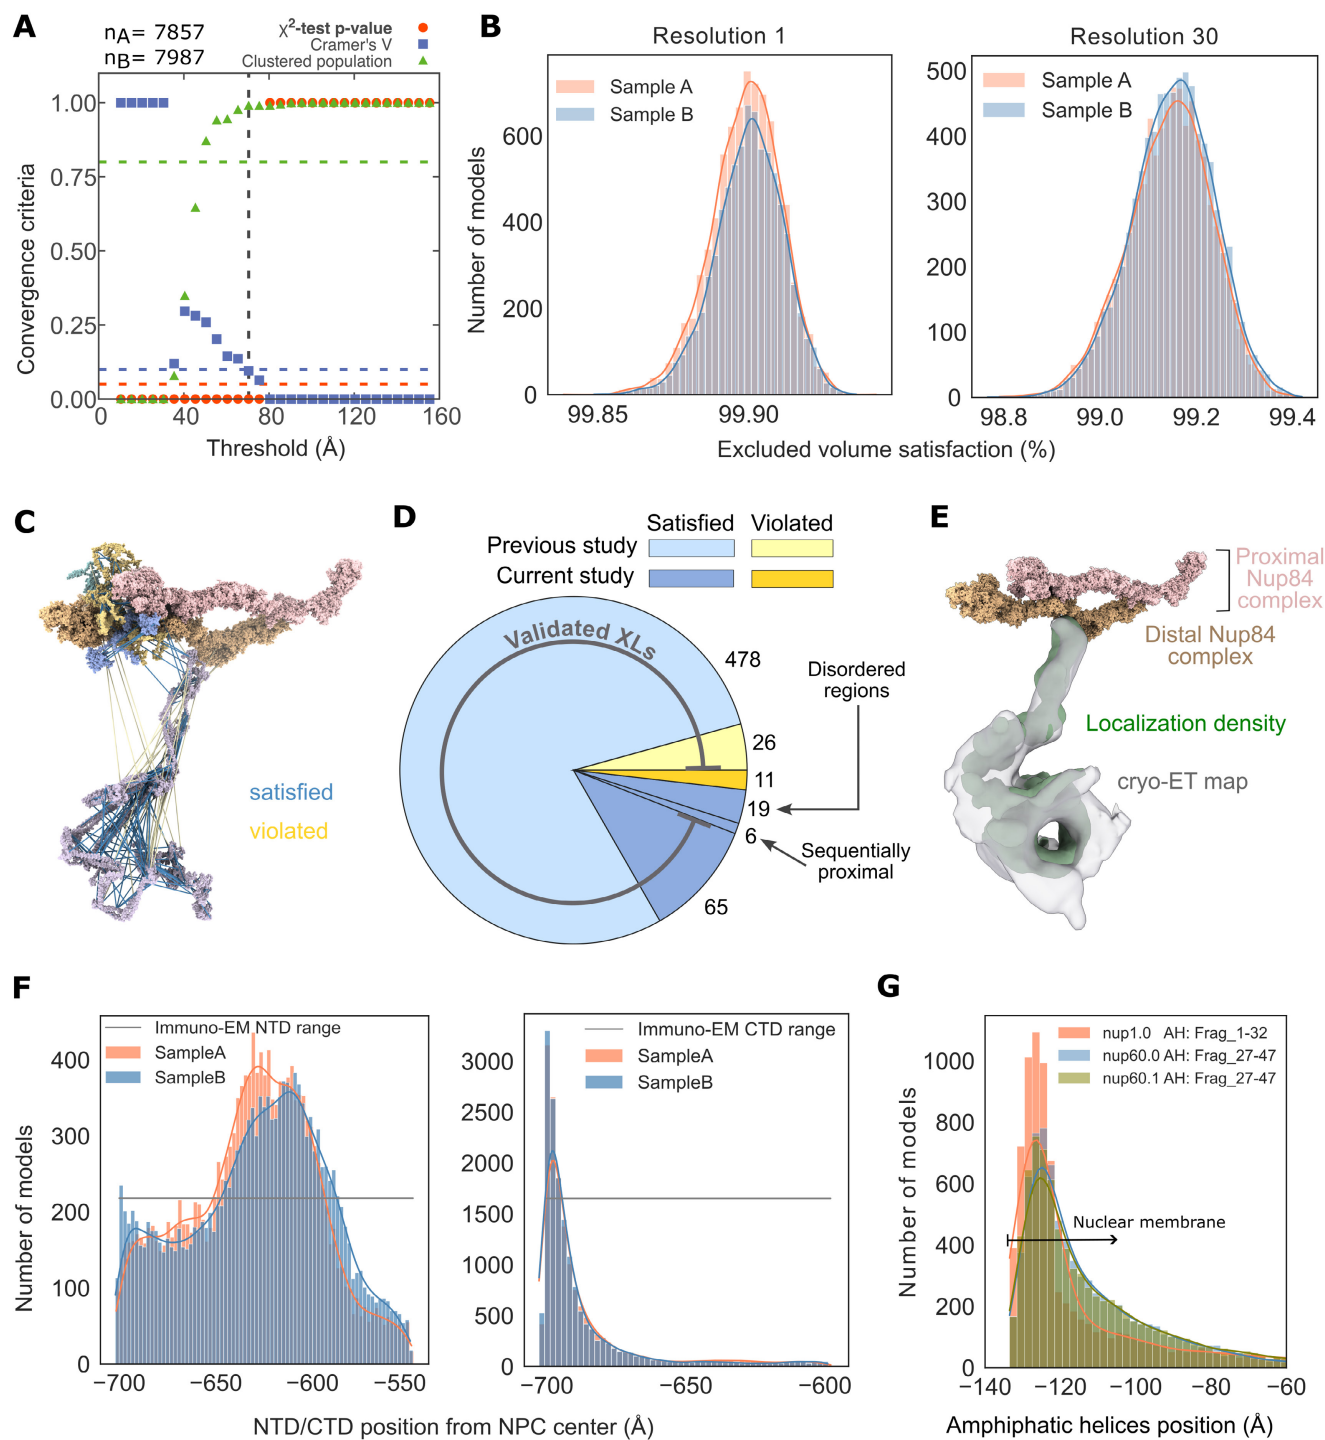 A
nA= 7857
nB= 7987
χ²-test p-value
Cramer's V
Clustered population
1.00
0.75
0.50
0.25
0.00
0
40
80
120
160
Convergence criteria
Threshold (Å)
B
Resolution 1
Sample A
Sample B
600
400
200
0
99.85
99.90
Number of models
Resolution 30
Sample A
Sample B
500
400
300
200
100
0
98.8
99.0
99.2
99.4
Excluded volume satisfaction (%)
C
satisfied
violated
D
Satisfied
Violated
Previous study
Current study
Validated XLs
478
26
11
19
6
65
Disordered
regions
Sequentially
proximal
E
Proximal
Nup84
complex
Distal Nup84
complex
Localization density
cryo-ET map
F
Immuno-EM NTD range
SampleA
SampleB
400
300
200
100
0
−700
−650
−600
−550
Number of models
Immuno-EM CTD range
SampleA
SampleB
3000
2500
2000
1500
1000
500
0
−700
−650
−600
NTD/CTD position from NPC center (Å)
G
nup1.0 AH: Frag_1-32
nup60.0 AH: Frag_27-47
nup60.1 AH: Frag_27-47
Nuclear membrane
1000
800
600
400
200
0
−140
−120
−100
−80
−60
Number of models
Amphiphatic helices position (Å)